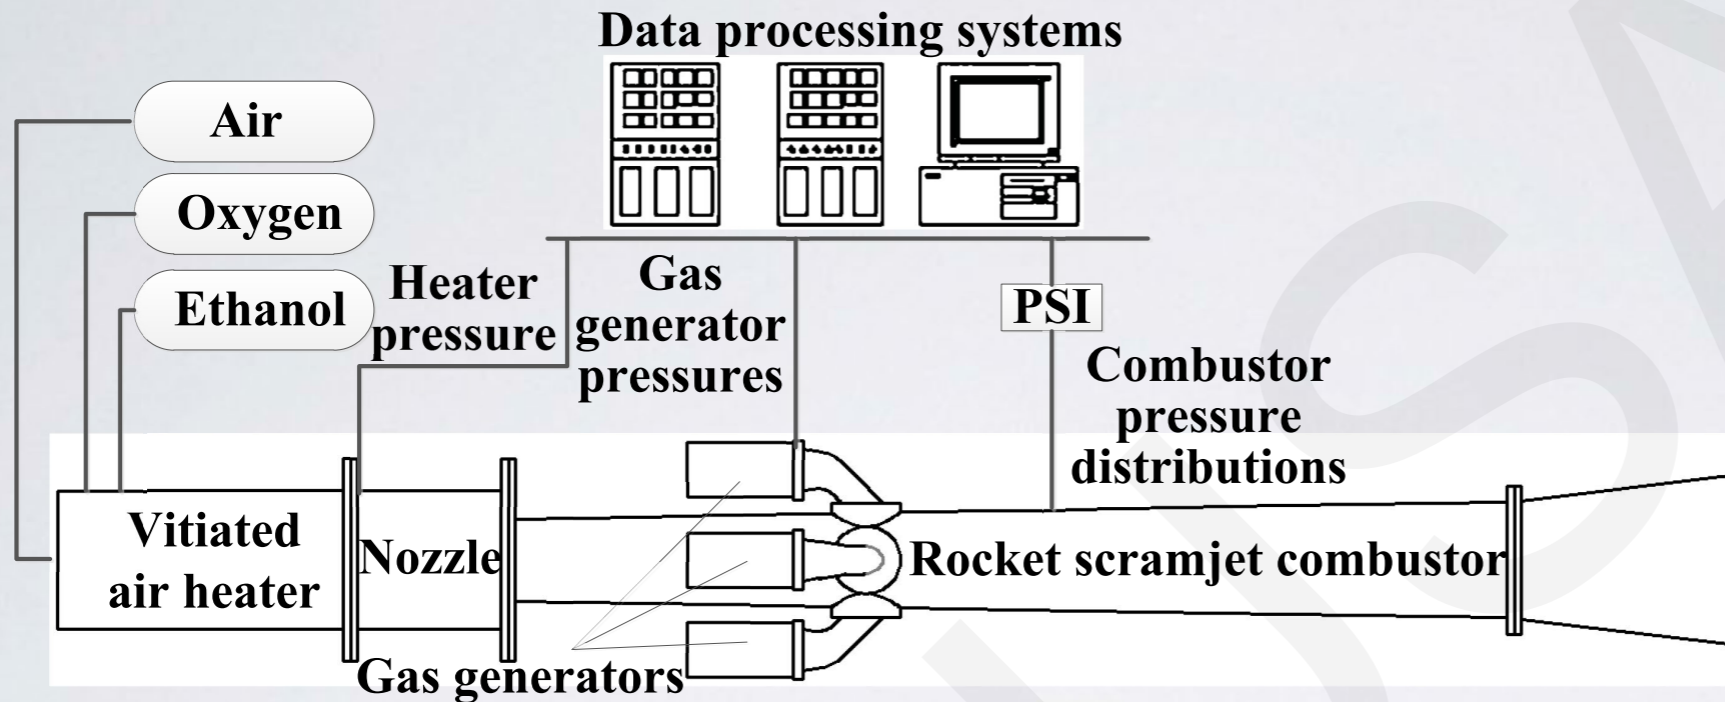 Data processing systems
Air
Oxygen
Ethanol
Heater
pressure
Gas
generator
pressures
PSI
Combustor
pressure
distributions
Vitiated
air heater
Nozzle
Rocket scramjet combustor
Gas generators